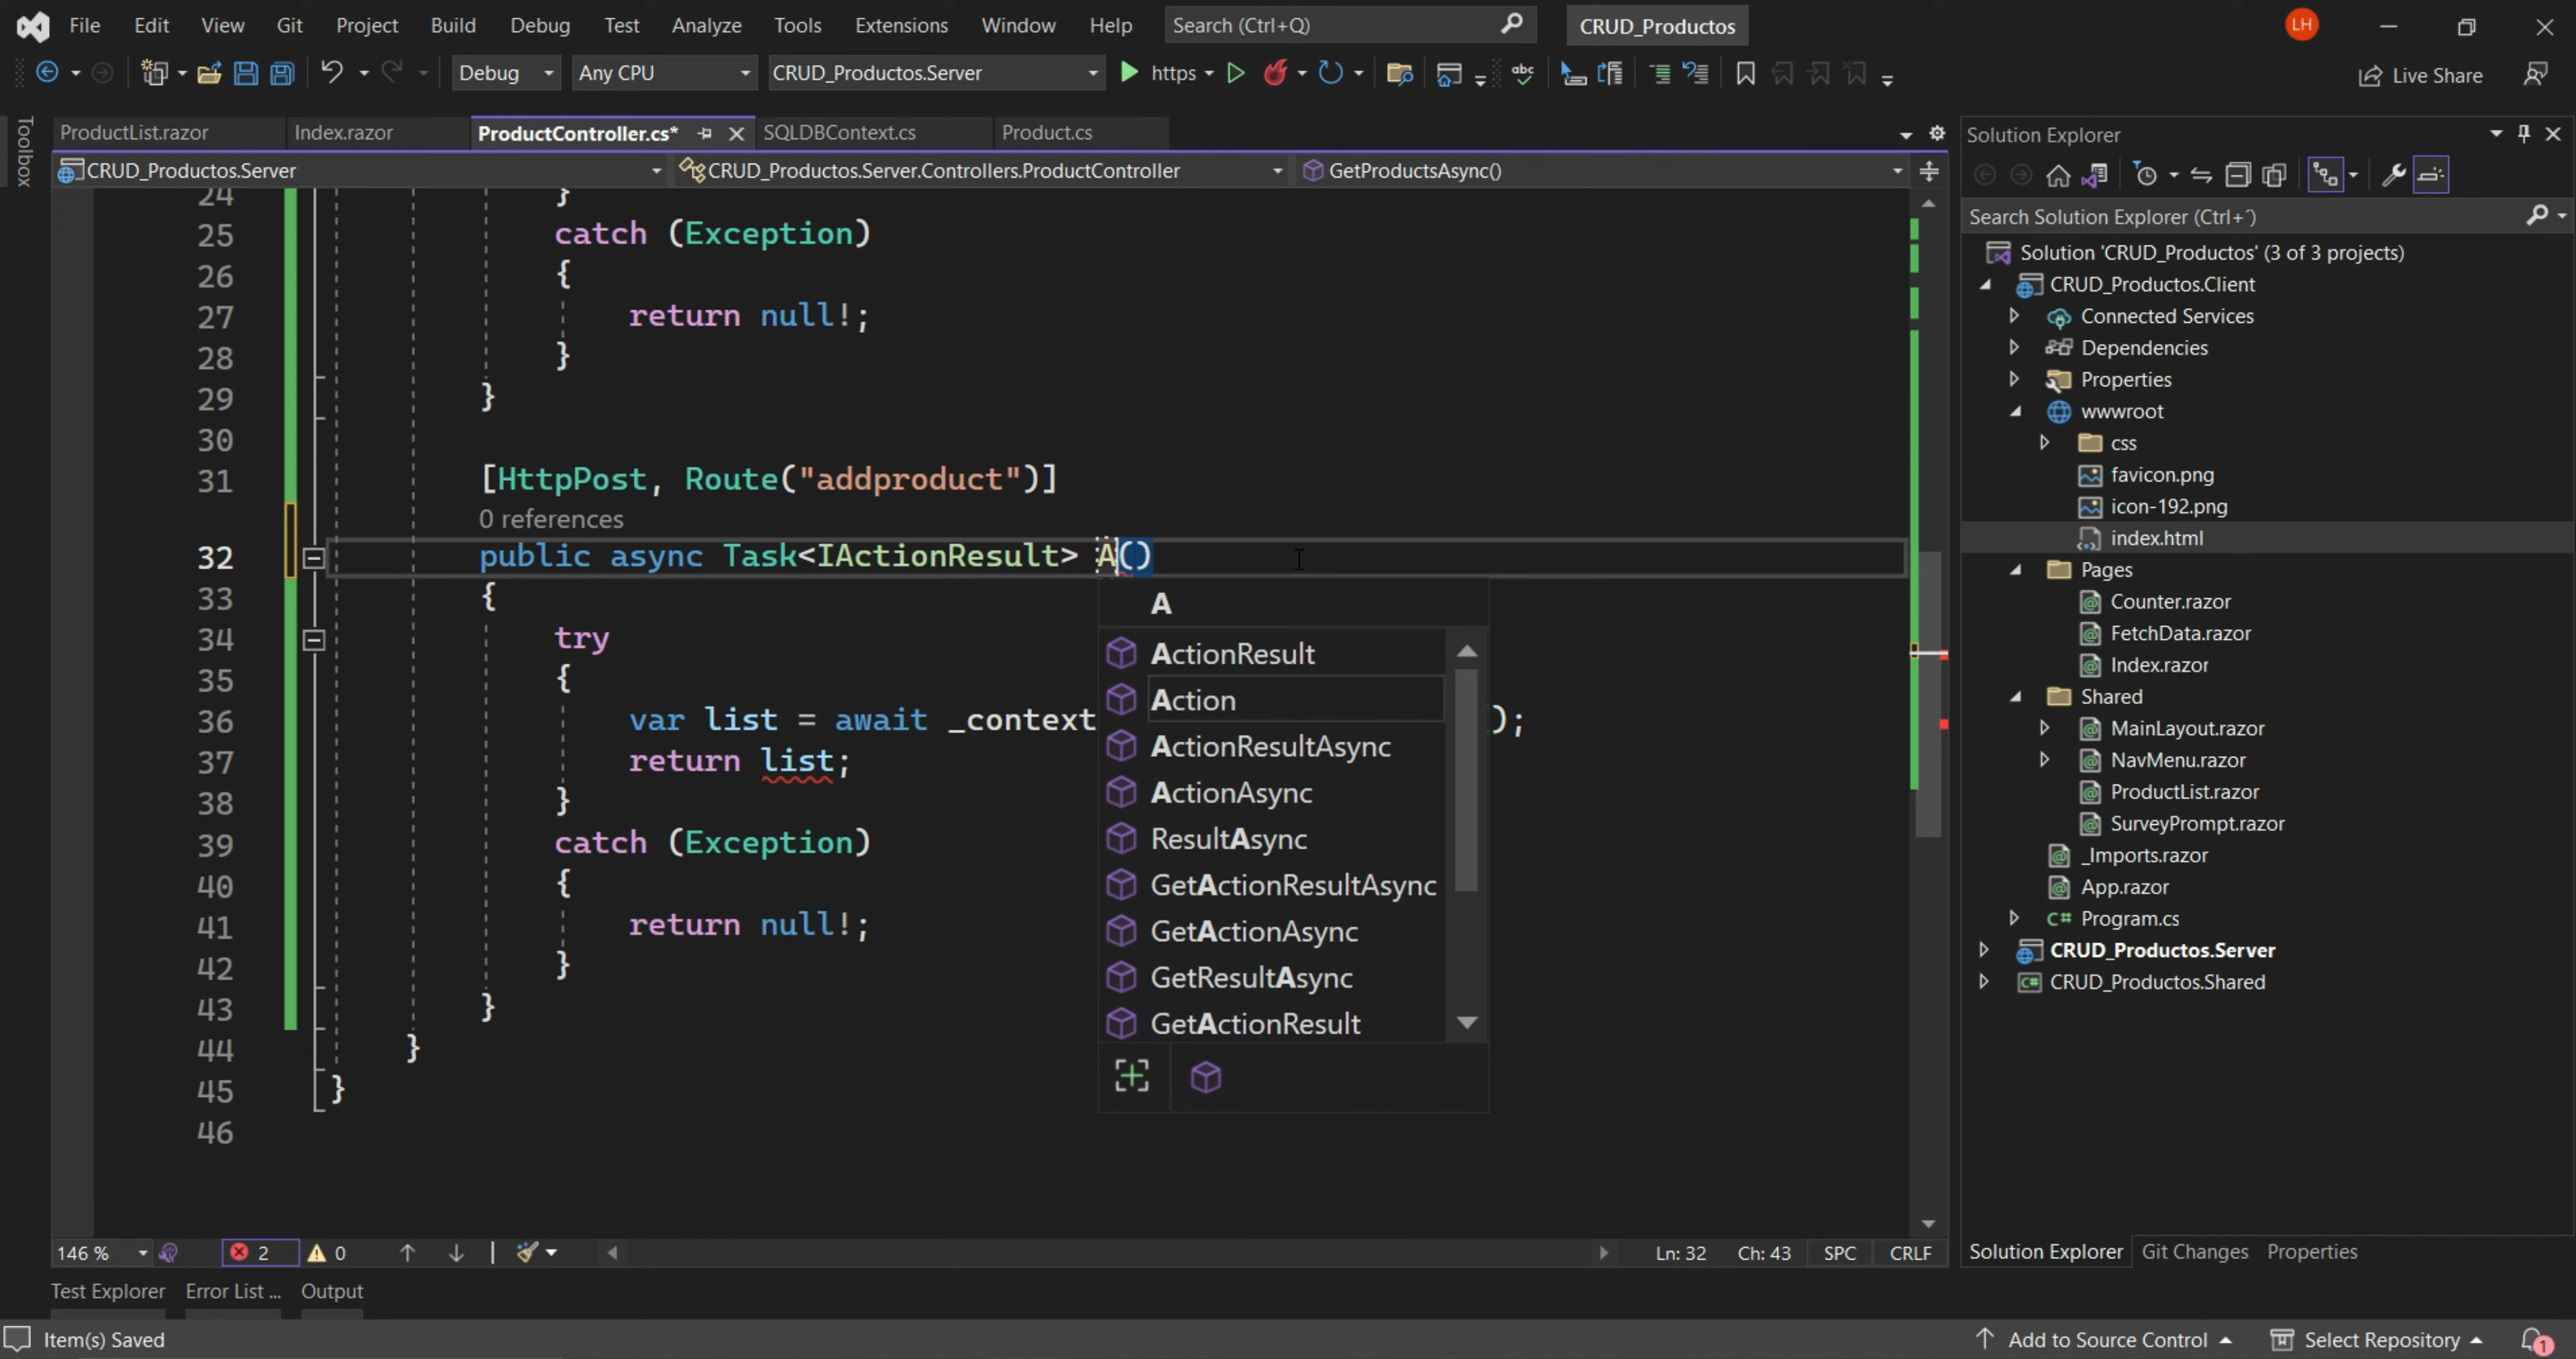 File Edit View Git Project Build Debug Test Analyze Tools Extensions Window Help Search (Ctrl+Q) CRUD_Productos LH
Debug Any CPU CRUD_Productos.Server https abc Live Share
Toolbox
ProductList.razor Index.razor ProductController.cs* SQLDBContext.cs Product.cs
CRUD_Productos.Server CRUD_Productos.Server.Controllers.ProductController GetProductsAsync()
24 }
25 catch (Exception)
26 {
27 return null!;
28 }
29 }
30
31 [HttpPost, Route("addproduct")]
0 references
32 public async Task<IActionResult> A()
33 {
34 try
35 {
36 var list = await _context );
37 return list;
38 }
39 catch (Exception)
40 {
41 return null!;
42 }
43 }
44 }
45 }
46
A
ActionResult
Action
ActionResultAsync
ActionAsync
ResultAsync
GetActionResultAsync
GetActionAsync
GetResultAsync
GetActionResult
146 % 2 0 Ln: 32 Ch: 43 SPC CRLF
Test Explorer Error List ... Output
Item(s) Saved
Solution Explorer
Search Solution Explorer (Ctrl+´)
Solution 'CRUD_Productos' (3 of 3 projects)
CRUD_Productos.Client
Connected Services
Dependencies
Properties
wwwroot
css
favicon.png
icon-192.png
index.html
Pages
Counter.razor
FetchData.razor
Index.razor
Shared
MainLayout.razor
NavMenu.razor
ProductList.razor
SurveyPrompt.razor
_Imports.razor
App.razor
C# Program.cs
CRUD_Productos.Server
C# CRUD_Productos.Shared
Solution Explorer Git Changes Properties
Add to Source Control Select Repository 1